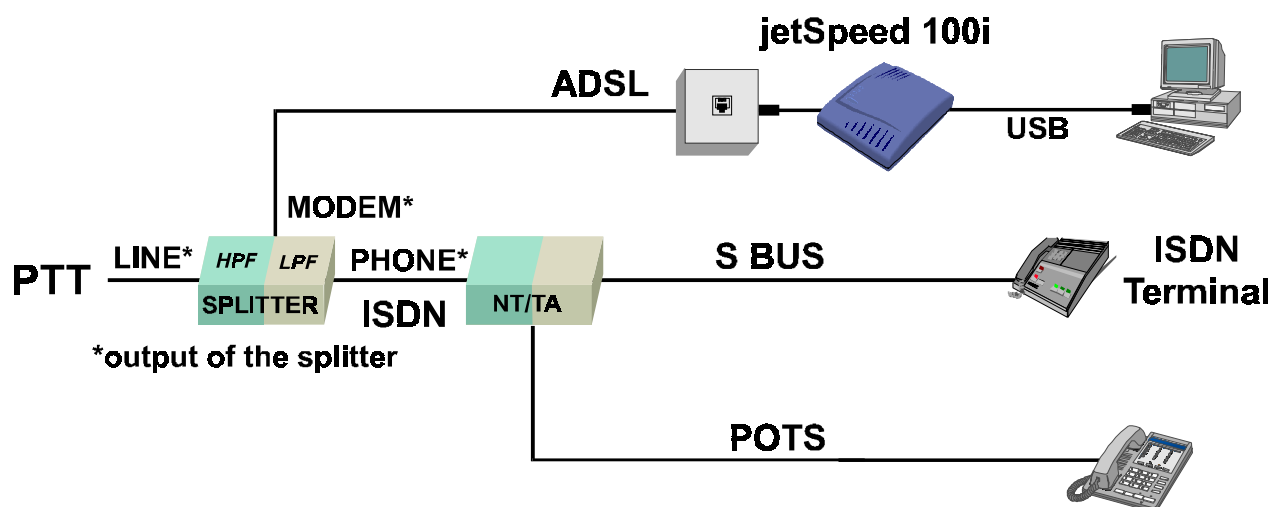 jetSpeed 100i
ADSL
USB
MODEM*
PTT
LINE*
HPF
LPF
SPLITTER
PHONE*
ISDN
NT/TA
S BUS
ISDN
Terminal
*output of the splitter
POTS